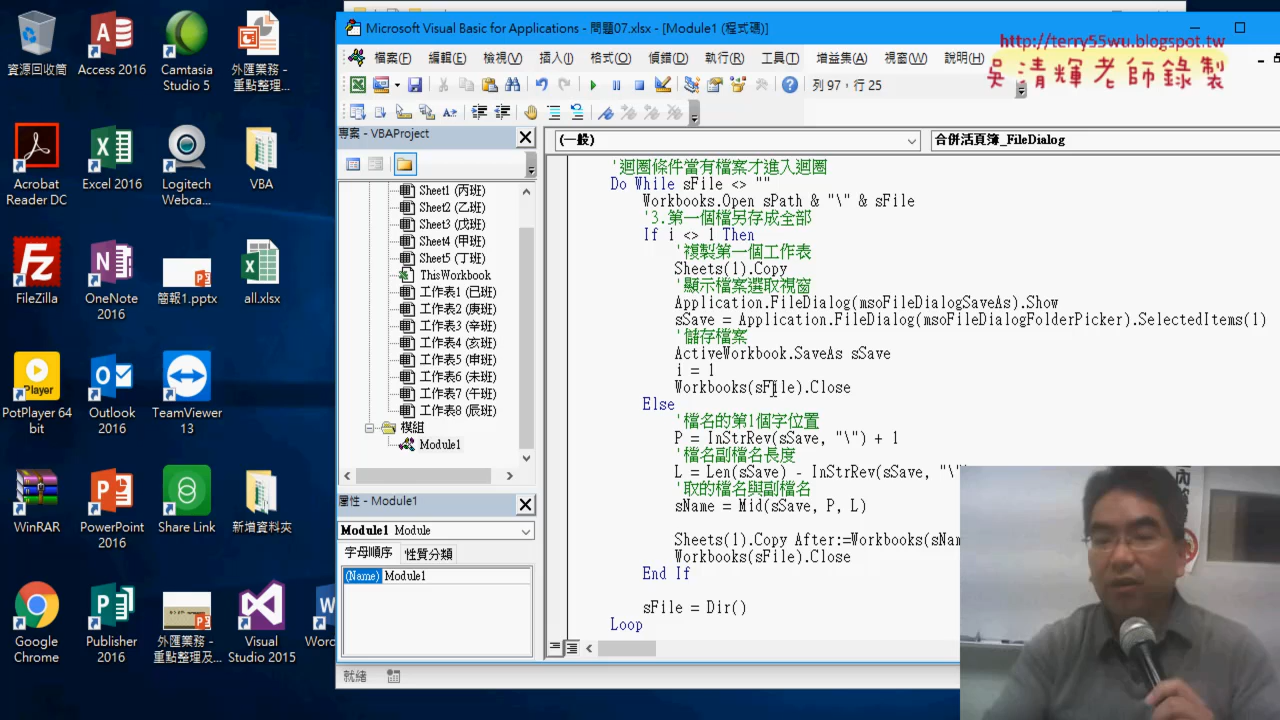 資源回收筒
Access 2016
Camtasia Studio 5
外匯業務 - 重點整理...
Acrobat Reader DC
Excel 2016
Logitech Webca...
VBA
FileZilla
OneNote 2016
簡報1.pptx
all.xlsx
PotPlayer 64 bit
Outlook 2016
TeamViewer 13
WinRAR
PowerPoint 2016
Share Link
新增資料夾
Google Chrome
Publisher 2016
外匯業務 - 重點整理及...
Visual Studio 2015
Word
Microsoft Visual Basic for Applications - 問題07.xlsx - [Module1 (程式碼)]
檔案(F) 編輯(E) 檢視(V) 插入(I) 格式(O) 偵錯(D) 執行(R) 工具(T) 增益集(A) 視窗(W) 說明(H)
http://terry55wu.blogspot.tw
吳清輝老師錄製
列 97，行 25
專案 - VBAProject
Sheet1 (丙班)
Sheet2 (乙班)
Sheet3 (戊班)
Sheet4 (甲班)
Sheet5 (丁班)
ThisWorkbook
工作表1 (已班)
工作表2 (庚班)
工作表3 (辛班)
工作表4 (亥班)
工作表5 (申班)
工作表6 (未班)
工作表7 (午班)
工作表8 (辰班)
模組
Module1
屬性 - Module1
Module1 Module
字母順序 性質分類
(Name) Module1
(一般)
合併活頁簿_FileDialog
'迴圈條件當有檔案才進入迴圈
Do While sFile <> ""
Workbooks.Open sPath & "\" & sFile
'3.第一個檔另存成全部
If i <> 1 Then
'複製第一個工作表
Sheets(1).Copy
'顯示檔案選取視窗
Application.FileDialog(msoFileDialogSaveAs).Show
sSave = Application.FileDialog(msoFileDialogFolderPicker).SelectedItems(1)
'儲存檔案
ActiveWorkbook.SaveAs sSave
i = 1
Workbooks(sFile).Close
Else
'檔名的第1個字位置
P = InStrRev(sSave, "\") + 1
'檔名副檔名長度
L = Len(sSave) - InStrRev(sSave, "\"
'取的檔名與副檔名
sName = Mid(sSave, P, L)
Sheets(1).Copy After:=Workbooks(sNam
Workbooks(sFile).Close
End If
sFile = Dir()
Loop
就緒